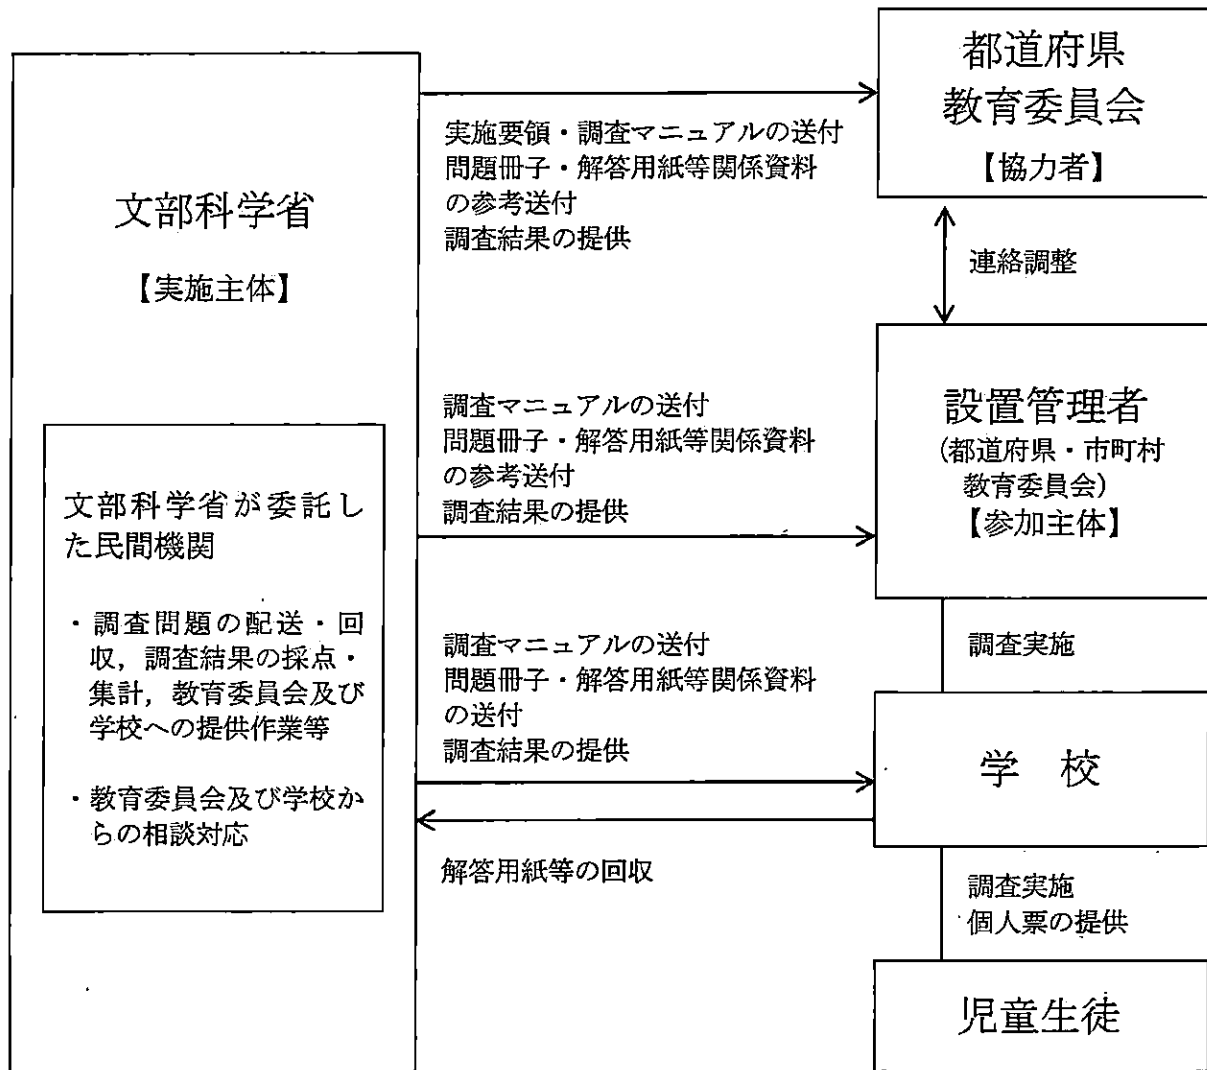 文部科学省
【実施主体】
文部科学省が委託し
た民間機関
・調査問題の配送・回
収，調査結果の採点・
集計，教育委員会及び
学校への提供作業等
・教育委員会及び学校か
らの相談対応
実施要領・調査マニュアルの送付
問題冊子・解答用紙等関係資料
の参考送付
調査結果の提供
都道府県
教育委員会
【協力者】
連絡調整
調査マニュアルの送付
問題冊子・解答用紙等関係資料
の参考送付
調査結果の提供
設置管理者
(都道府県・市町村
教育委員会)
【参加主体】
調査実施
調査マニュアルの送付
問題冊子・解答用紙等関係資料
の送付
調査結果の提供
学　校
解答用紙等の回収
調査実施
個人票の提供
児童生徒